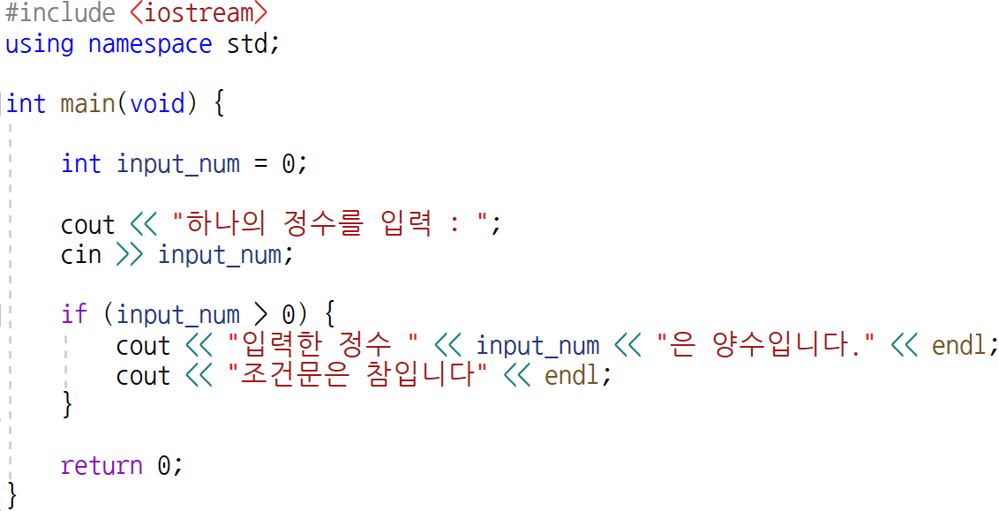 #include <iostream>
using namespace std;
int main(void) {
int input_num = 0;
cout << "하나의 정수를 입력 : ";
cin >> input_num;
if (input_num > 0) {
cout << "입력한 정수 " << input_num << "은 양수입니다." << endl;
cout << "조건문은 참입니다" << endl;
}
return 0;
}